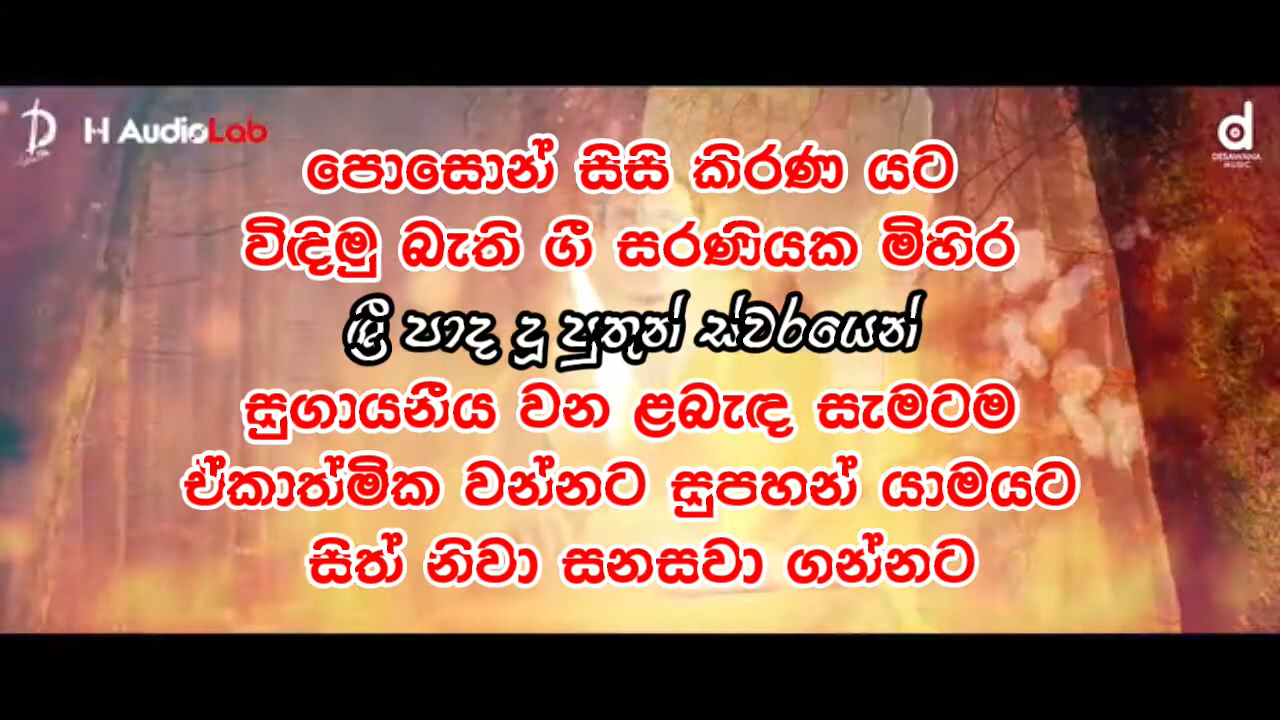 H AudioLab
d
DESAWANA
MUSIC
පොසොන් සිසි කිරණ යට
විඳිමු බැති ගී සරණියක මිහිර
ශ්‍රී පාද දූ පුතුන් ස්වරයෙන්
සුගායනීය වන ළබැඳ සැමටම
ඒකාත්මික වන්නට සුපහන් යාමයට
සිත් නිවා සනසවා ගන්නට